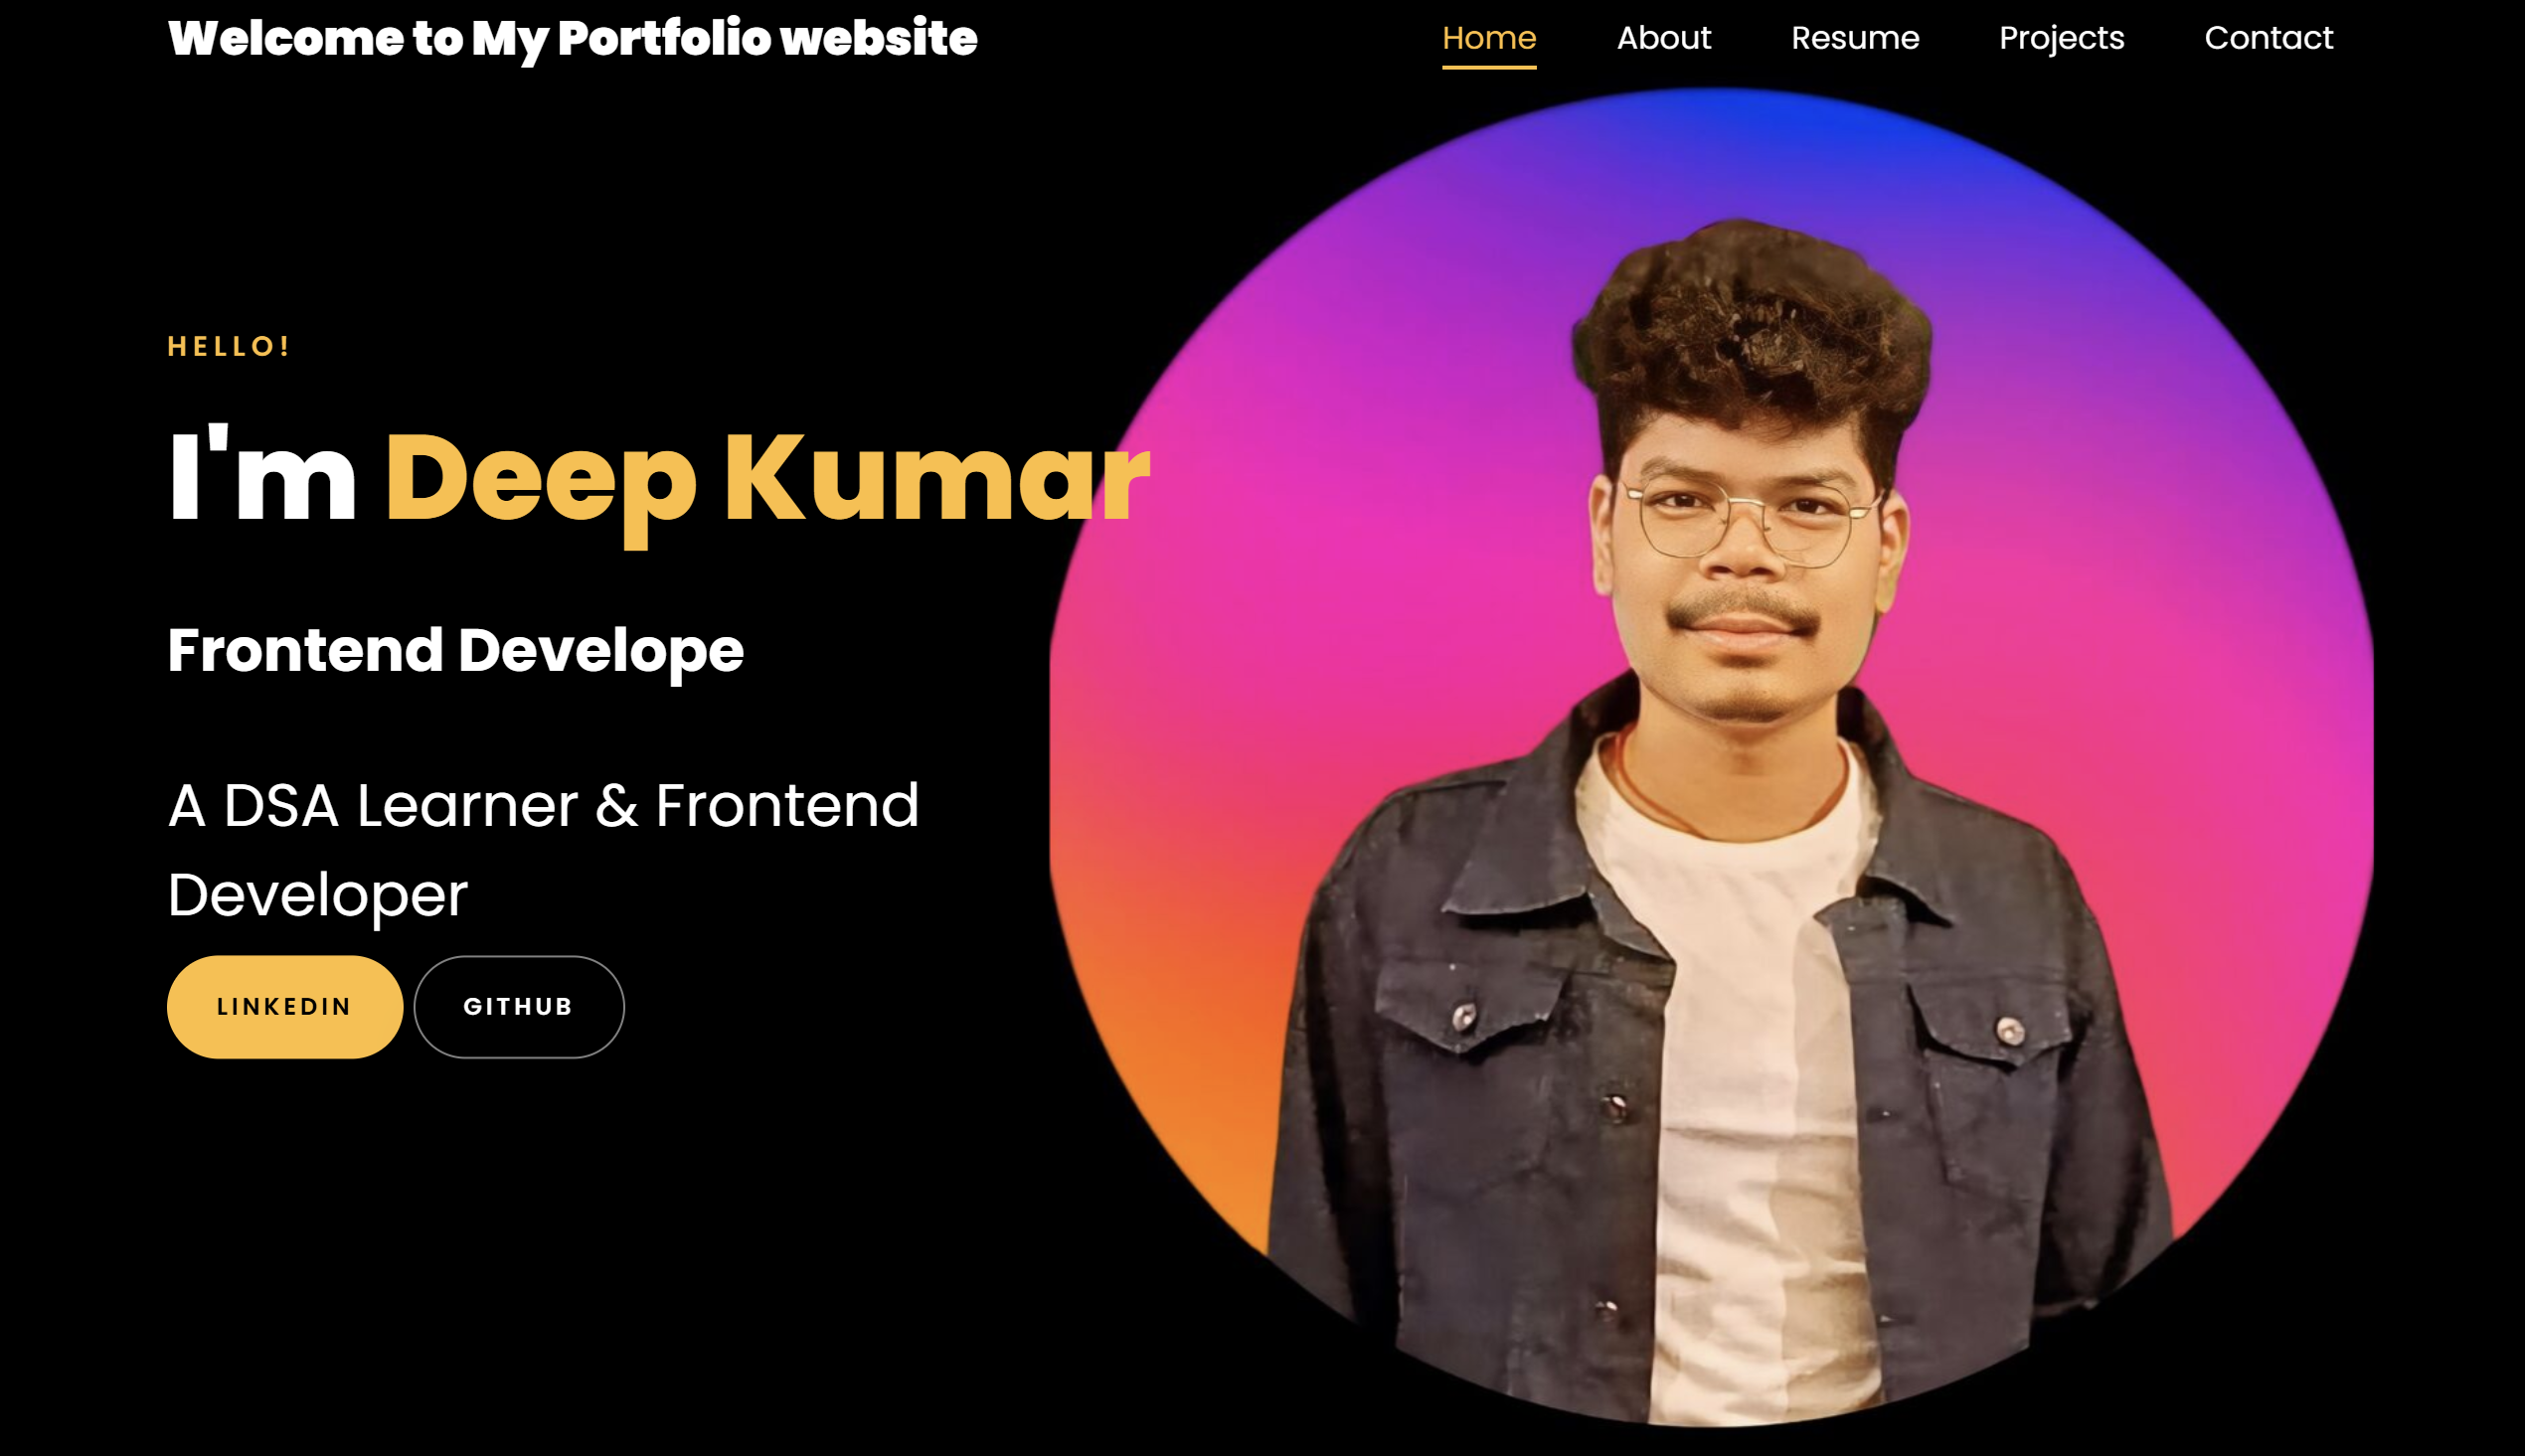 Welcome to My Portfolio website
Home About Resume Projects Contact
HELLO!
I'm Deep Kumar
Frontend Develope
A DSA Learner & Frontend
Developer
LINKEDIN GITHUB